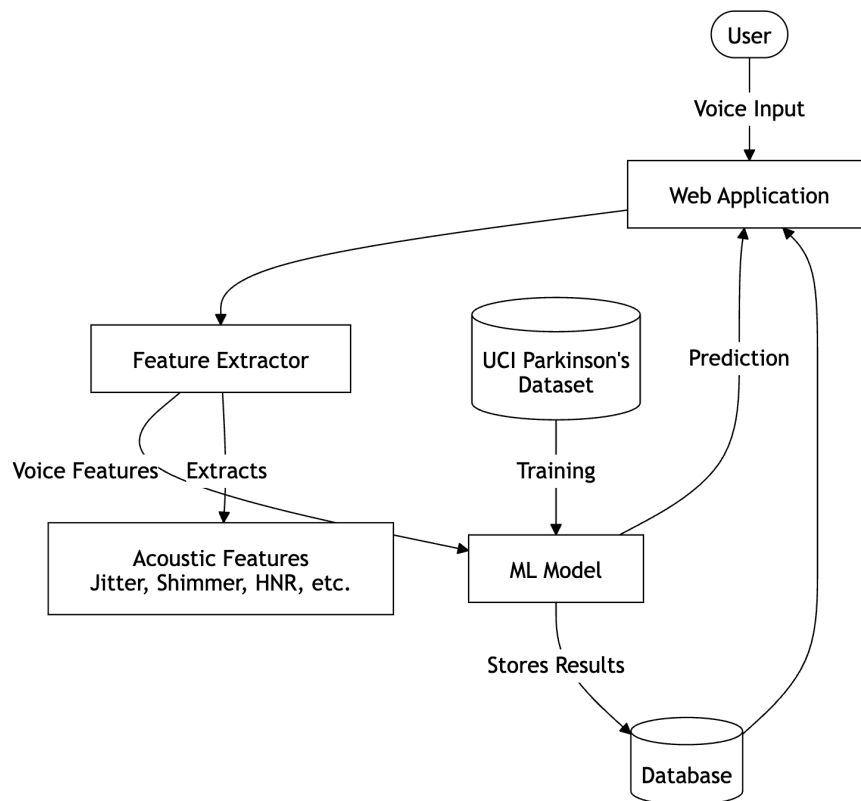 User
Voice Input
Web Application
Feature Extractor
UCI Parkinson's
Dataset
Prediction
Voice Features
Extracts
Training
Acoustic Features
Jitter, Shimmer, HNR, etc.
ML Model
Stores Results
Database